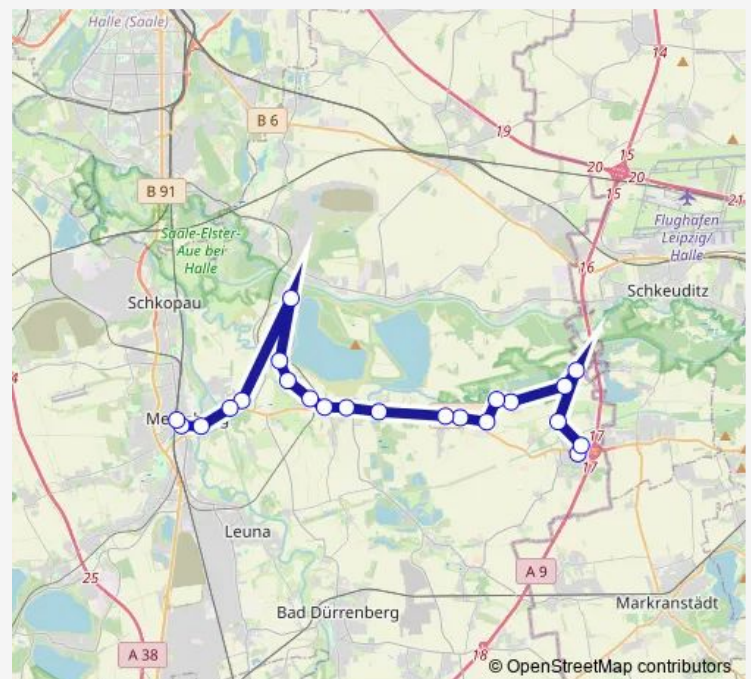 Halle (Saale)
14
B 6
19
15
20
20
15
21
B 91
Flughafen
Leipzig/
Halle
Saale-Elster-
Aue bei
Halle
16
Schkeuditz
Schkopau
17
17
Leuna
25
A 9
Bad Dürrenberg
Markranstädt
A 38
18
© OpenStreetMap contributors